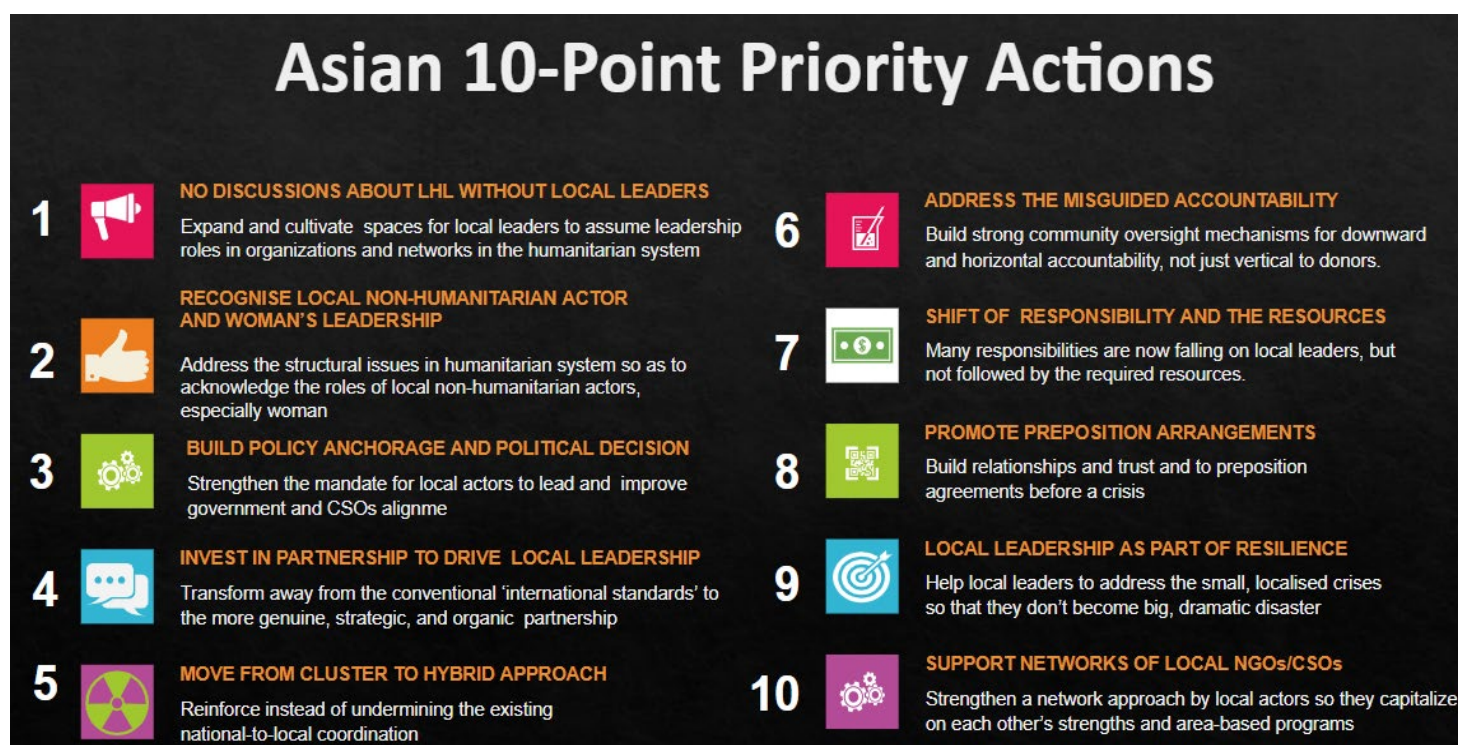 Asian 10-Point Priority Actions
1
NO DISCUSSIONS ABOUT LHL WITHOUT LOCAL LEADERS
Expand and cultivate spaces for local leaders to assume leadership
roles in organizations and networks in the humanitarian system
2
RECOGNISE LOCAL NON-HUMANITARIAN ACTOR
AND WOMAN'S LEADERSHIP
Address the structural issues in humanitarian system so as to
acknowledge the roles of local non-humanitarian actors,
especially woman
3
BUILD POLICY ANCHORAGE AND POLITICAL DECISION
Strengthen the mandate for local actors to lead and improve
government and CSOs alignme
4
INVEST IN PARTNERSHIP TO DRIVE LOCAL LEADERSHIP
Transform away from the conventional 'international standards' to
the more genuine, strategic, and organic partnership
5
MOVE FROM CLUSTER TO HYBRID APPROACH
Reinforce instead of undermining the existing
national-to-local coordination
6
ADDRESS THE MISGUIDED ACCOUNTABILITY
Build strong community oversight mechanisms for downward
and horizontal accountability, not just vertical to donors.
7
SHIFT OF RESPONSIBILITY AND THE RESOURCES
Many responsibilities are now falling on local leaders, but
not followed by the required resources.
8
PROMOTE PREPOSITION ARRANGEMENTS
Build relationships and trust and to preposition
agreements before a crisis
9
LOCAL LEADERSHIP AS PART OF RESILIENCE
Help local leaders to address the small, localised crises
so that they don't become big, dramatic disaster
10
SUPPORT NETWORKS OF LOCAL NGOs/CSOs
Strengthen a network approach by local actors so they capitalize
on each other's strengths and area-based programs